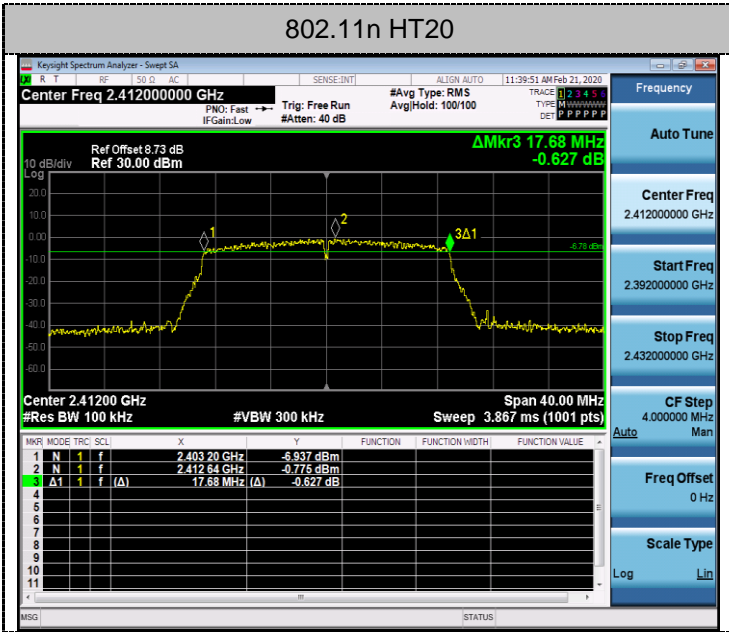 802.11n HT20
Keysight Spectrum Analyzer - Swept SA
R T RF 50 Ω AC SENSE:INT ALIGN AUTO 11:39:51 AM Feb 21, 2020
Center Freq 2.412000000 GHz
PNO: Fast
IFGain:Low
Trig: Free Run
#Atten: 40 dB
#Avg Type: RMS
Avg|Hold: 100/100
TRACE 1 2 3 4 5 6
TYPE M WWWWW
DET P P P P P P
Ref Offset 8.73 dB
10 dB/div Ref 30.00 dBm
Log
ΔMkr3 17.68 MHz
-0.627 dB
20.0
10.0
0.00
-10.0
-20.0
-30.0
-40.0
-50.0
-60.0
1
2
3Δ1
-6.78 dBm
Center 2.41200 GHz Span 40.00 MHz
#Res BW 100 kHz #VBW 300 kHz Sweep 3.867 ms (1001 pts)
MKR MODE TRC SCL X Y FUNCTION FUNCTION WIDTH FUNCTION VALUE
1 N 1 f 2.403 20 GHz -6.937 dBm
2 N 1 f 2.412 64 GHz -0.775 dBm
3 Δ1 1 f (Δ) 17.68 MHz (Δ) -0.627 dB
4
5
6
7
8
9
10
11
MSG STATUS
Frequency
Auto Tune
Center Freq
2.412000000 GHz
Start Freq
2.392000000 GHz
Stop Freq
2.432000000 GHz
CF Step
4.000000 MHz
Auto Man
Freq Offset
0 Hz
Scale Type
Log Lin